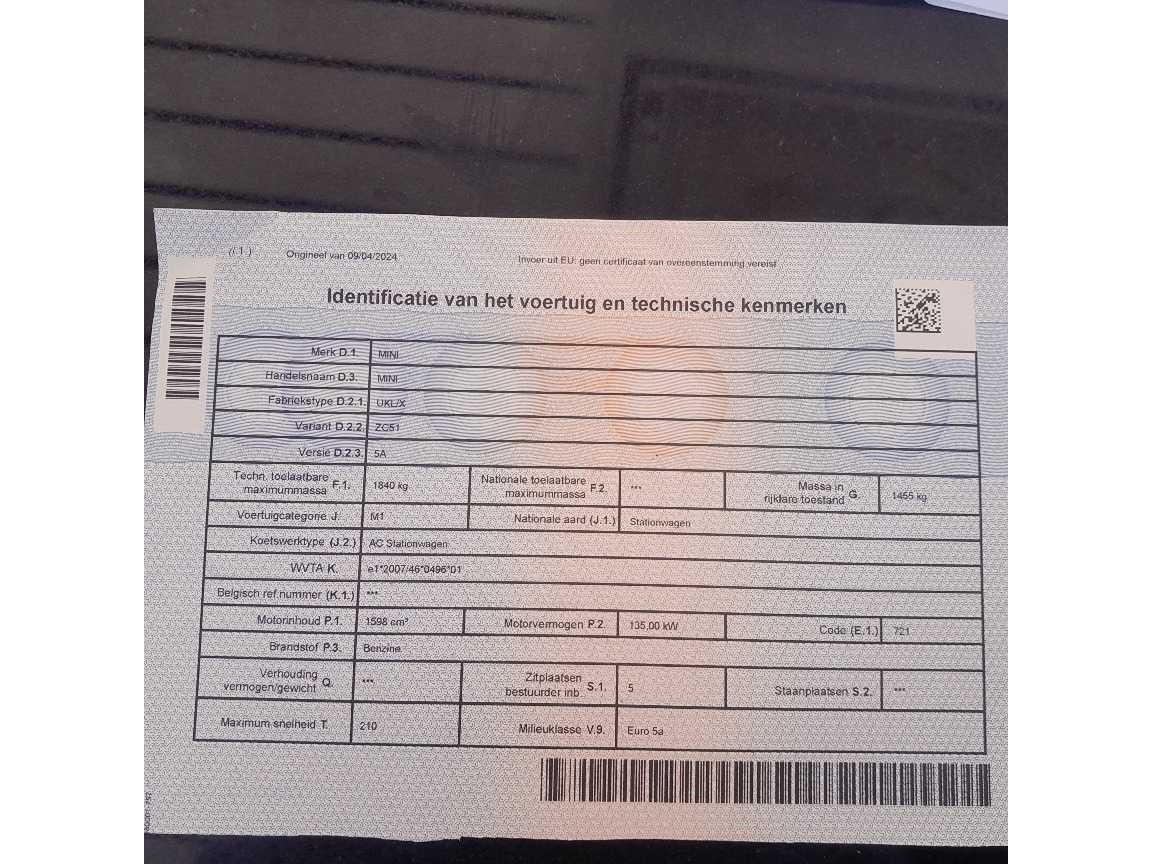 (( 1 ) Origineel van 09/04/2024 Invoer uit EU: geen certificaat van overeenstemming vereist
Identificatie van het voertuig en technische kenmerken
Merk D.1. MINI
Handelsnaam D.3. MINI
Fabriekstype D.2.1. UKL/X
Variant D.2.2. ZC51
Versie D.2.3. 5A
Techn. toelaatbare maximummassa F.1. 1840 kg Nationale toelaatbare maximummassa F.2. *** Massa in rijklare toestand G. 1455 kg
Voertuigcategorie J. M1 Nationale aard (J.1.) Stationwagen
Koetswerktype (J.2.) AC Stationwagen
WVTA K. e1*2007/46*0496*01
Belgisch ref.nummer (K.1.) ***
Motorinhoud P.1. 1598 cm³ Motorvermogen P.2. 135,00 kW Code (E.1.) 721
Brandstof P.3. Benzine
Verhouding vermogen/gewicht Q. *** Zitplaatsen bestuurder inb. S.1. 5 Staanplaatsen S.2. ***
Maximum snelheid T. 210 Milieuklasse V.9. Euro 5a